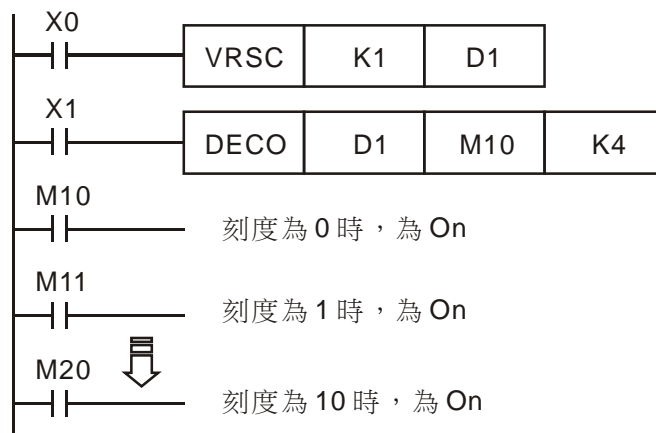 X0
VRSC K1 D1
X1
DECO D1 M10 K4
M10
刻度為 0 時，為 On
M11
刻度為 1 時，為 On
M20
刻度為 10 時，為 On